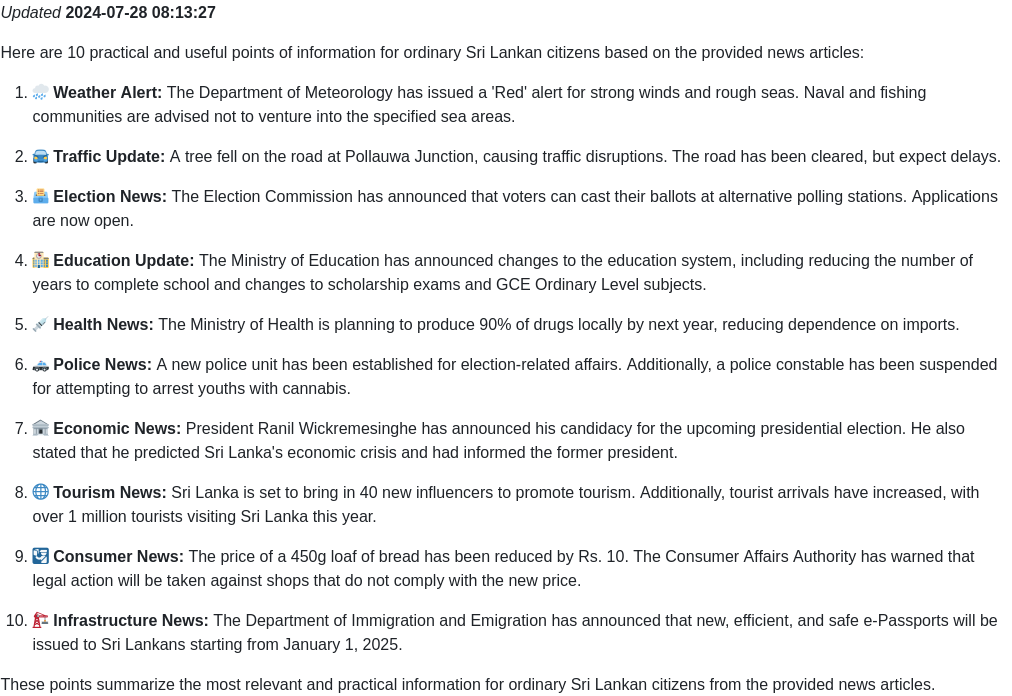 Updated 2024-07-28 08:13:27
Here are 10 practical and useful points of information for ordinary Sri Lankan citizens based on the provided news articles:
1. 🌧️ Weather Alert: The Department of Meteorology has issued a 'Red' alert for strong winds and rough seas. Naval and fishing
communities are advised not to venture into the specified sea areas.
2. 🚘 Traffic Update: A tree fell on the road at Pollauwa Junction, causing traffic disruptions. The road has been cleared, but expect delays.
3. 🗳️ Election News: The Election Commission has announced that voters can cast their ballots at alternative polling stations. Applications
are now open.
4. 🏫 Education Update: The Ministry of Education has announced changes to the education system, including reducing the number of
years to complete school and changes to scholarship exams and GCE Ordinary Level subjects.
5. 💉 Health News: The Ministry of Health is planning to produce 90% of drugs locally by next year, reducing dependence on imports.
6. 🚓 Police News: A new police unit has been established for election-related affairs. Additionally, a police constable has been suspended
for attempting to arrest youths with cannabis.
7. 🏛️ Economic News: President Ranil Wickremesinghe has announced his candidacy for the upcoming presidential election. He also
stated that he predicted Sri Lanka's economic crisis and had informed the former president.
8. 🌐 Tourism News: Sri Lanka is set to bring in 40 new influencers to promote tourism. Additionally, tourist arrivals have increased, with
over 1 million tourists visiting Sri Lanka this year.
9. 🚰 Consumer News: The price of a 450g loaf of bread has been reduced by Rs. 10. The Consumer Affairs Authority has warned that
legal action will be taken against shops that do not comply with the new price.
10. 🏗️ Infrastructure News: The Department of Immigration and Emigration has announced that new, efficient, and safe e-Passports will be
issued to Sri Lankans starting from January 1, 2025.
These points summarize the most relevant and practical information for ordinary Sri Lankan citizens from the provided news articles.